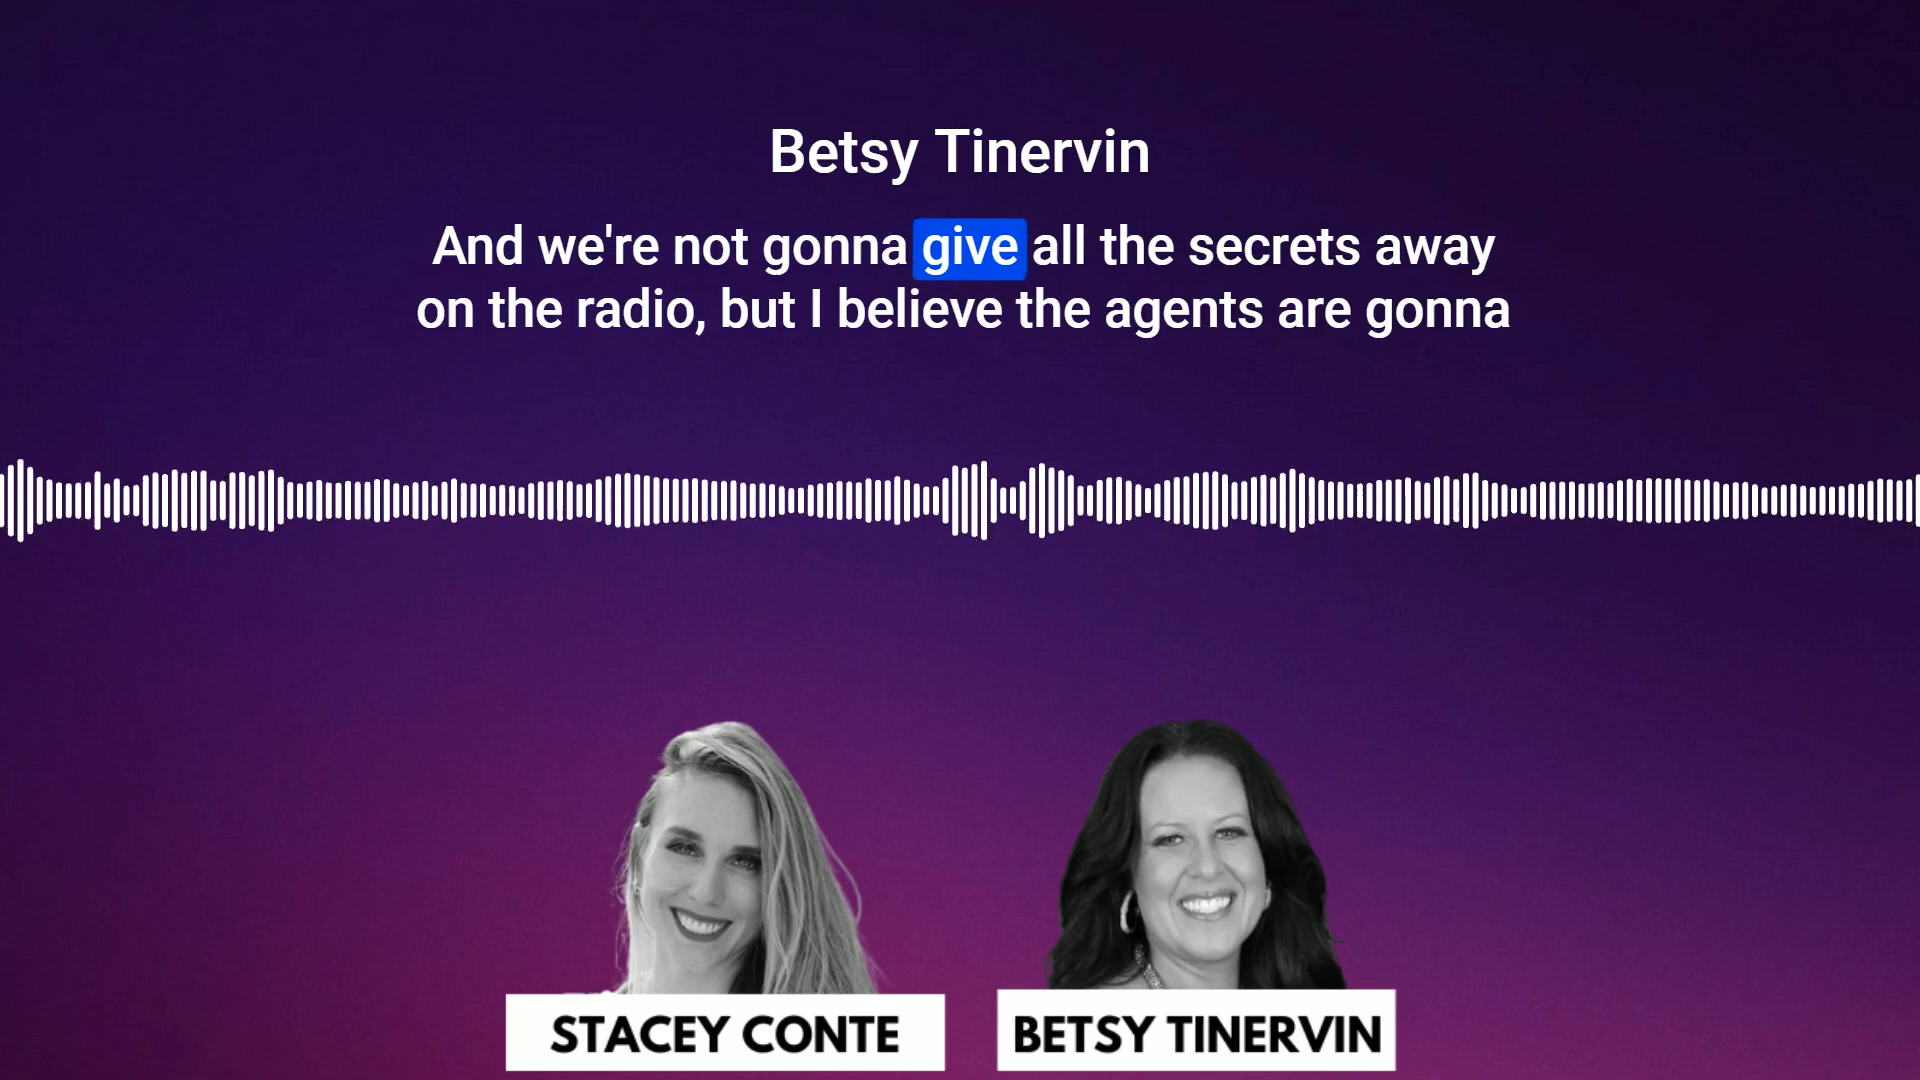 Betsy Tinervin
And we're not gonna give all the secrets away
on the radio, but I believe the agents are gonna
STACEY CONTE
BETSY TINERVIN